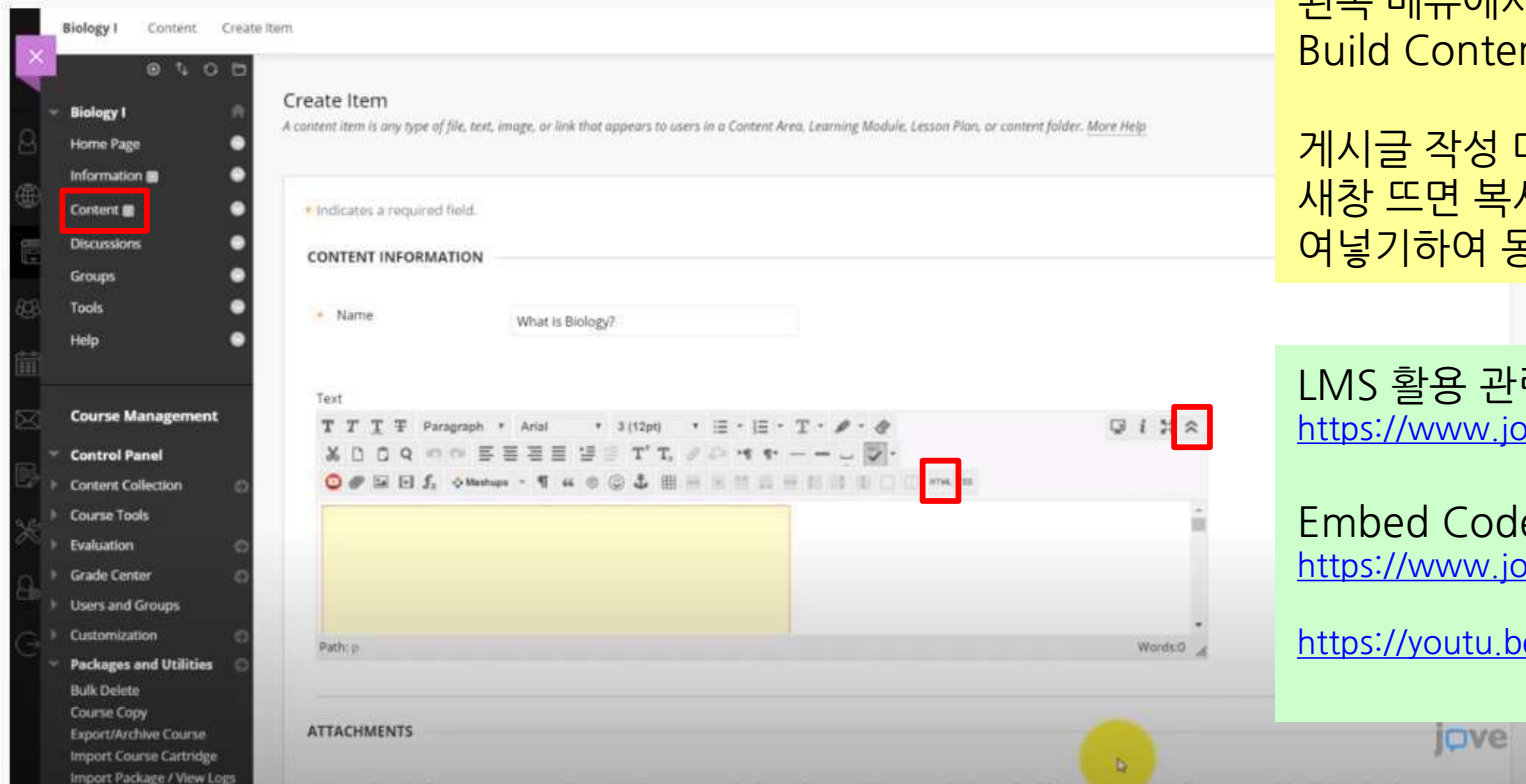 Biology I Content Create Item
Biology I
Home Page
Information
Content
Discussions
Groups
Tools
Help
Course Management
Control Panel
Content Collection
Course Tools
Evaluation
Grade Center
Users and Groups
Customization
Packages and Utilities
Bulk Delete
Course Copy
Export/Archive Course
Import Course Cartridge
Import Package / View Logs
Create Item
A content item is any type of file, text, image, or link that appears to users in a Content Area, Learning Module, Lesson Plan, or content folder. More Help
* Indicates a required field.
CONTENT INFORMATION
* Name What is Biology?
Text
T T T T Paragraph Arial 3 (12pt)
Mashups HTML
Path: p Words:0
ATTACHMENTS
Build Conte
게시글 작성
새창 뜨면
여넣기하여
LMS 활용
https://www.jo
Embed Code
https://www.jo
https://youtu.b
jove